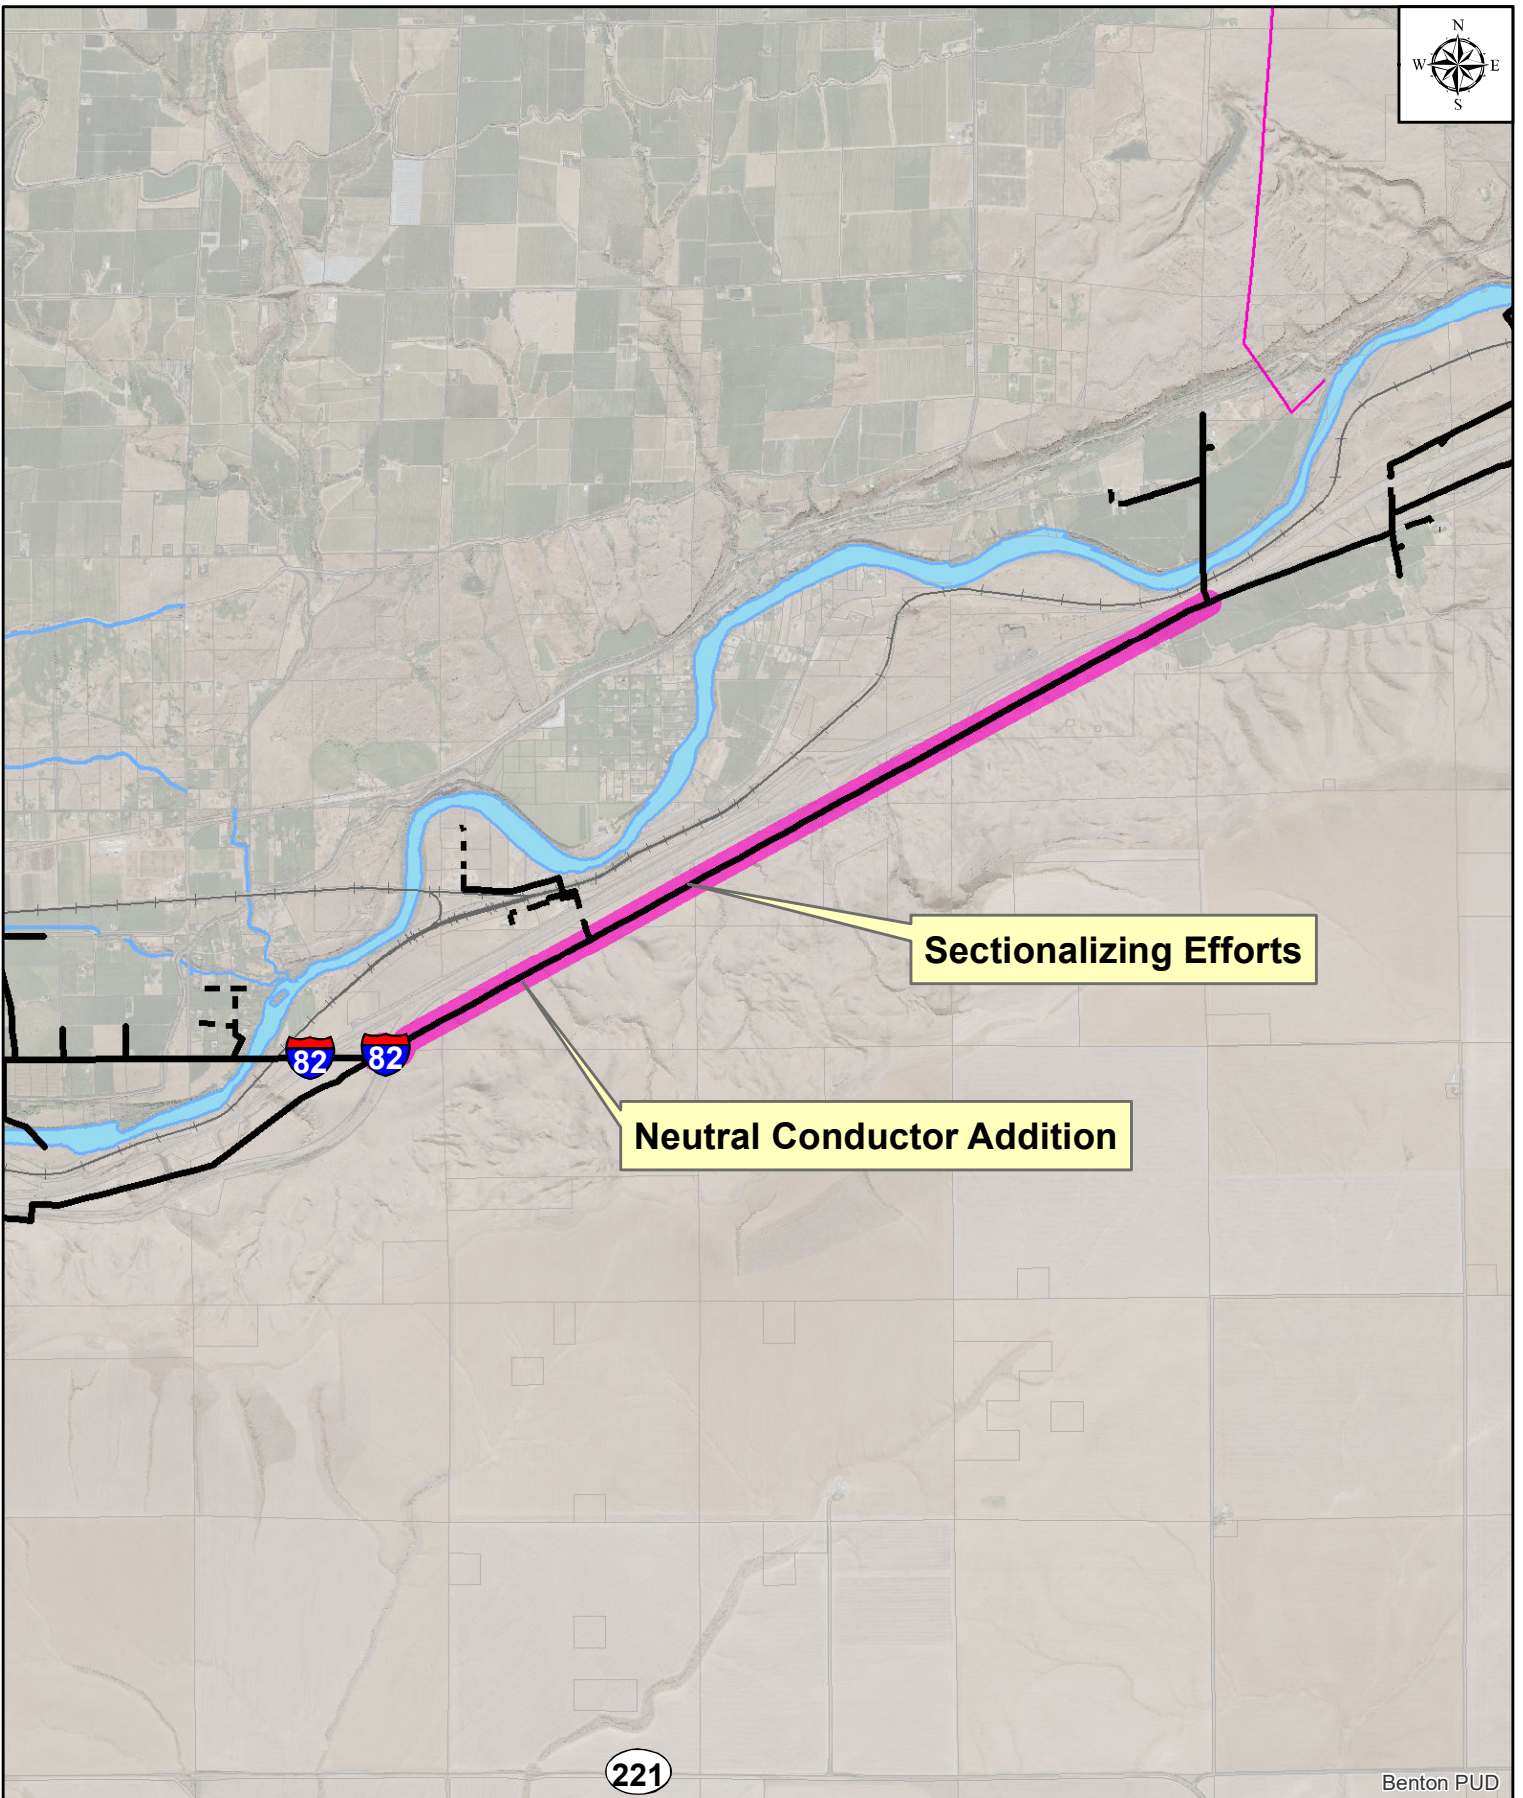 N
W E
S
Sectionalizing Efforts
82
82
Neutral Conductor Addition
221
Benton PUD